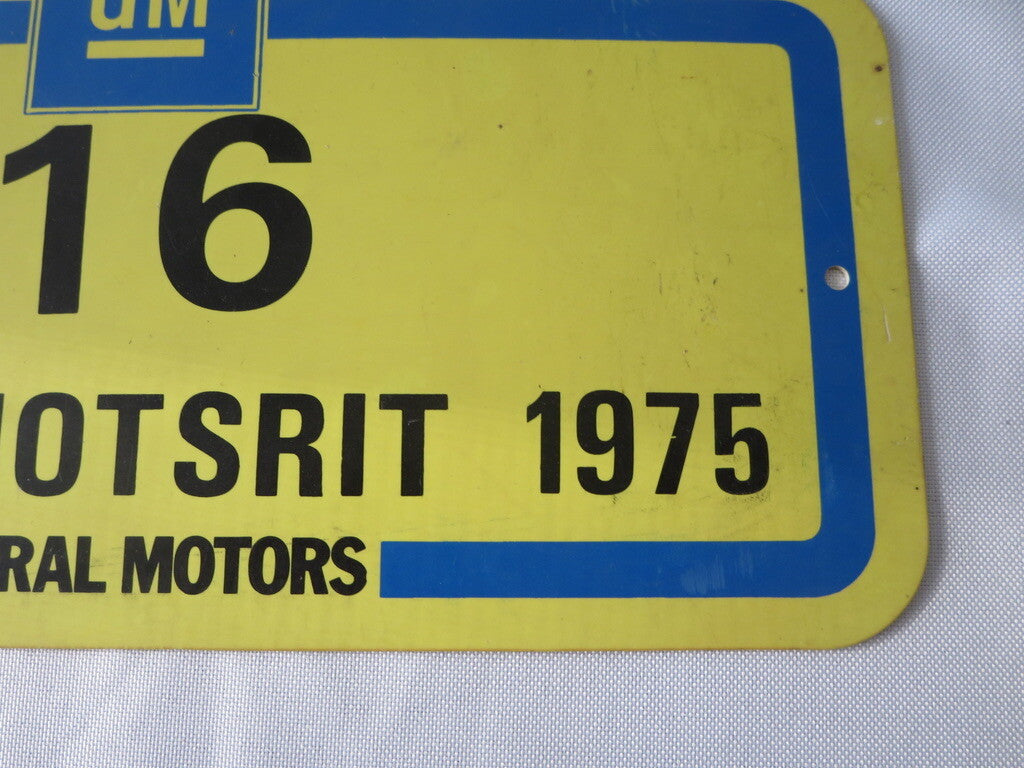 GM
16
OTSRIT 1975
RAL MOTORS